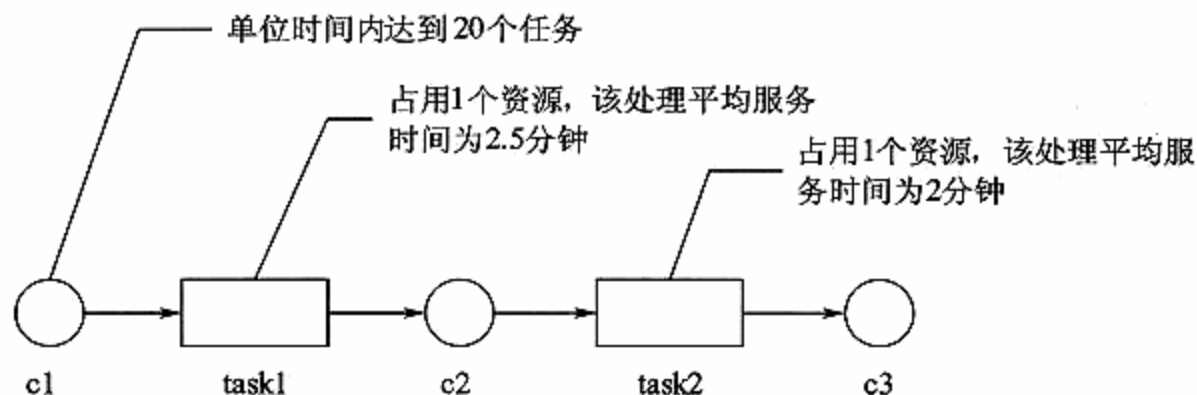 单位时间内达到20个任务
占用1个资源，该处理平均服务
时间为2.5分钟
占用1个资源，该处理平均服
务时间为2分钟
c1 task1 c2 task2 c3